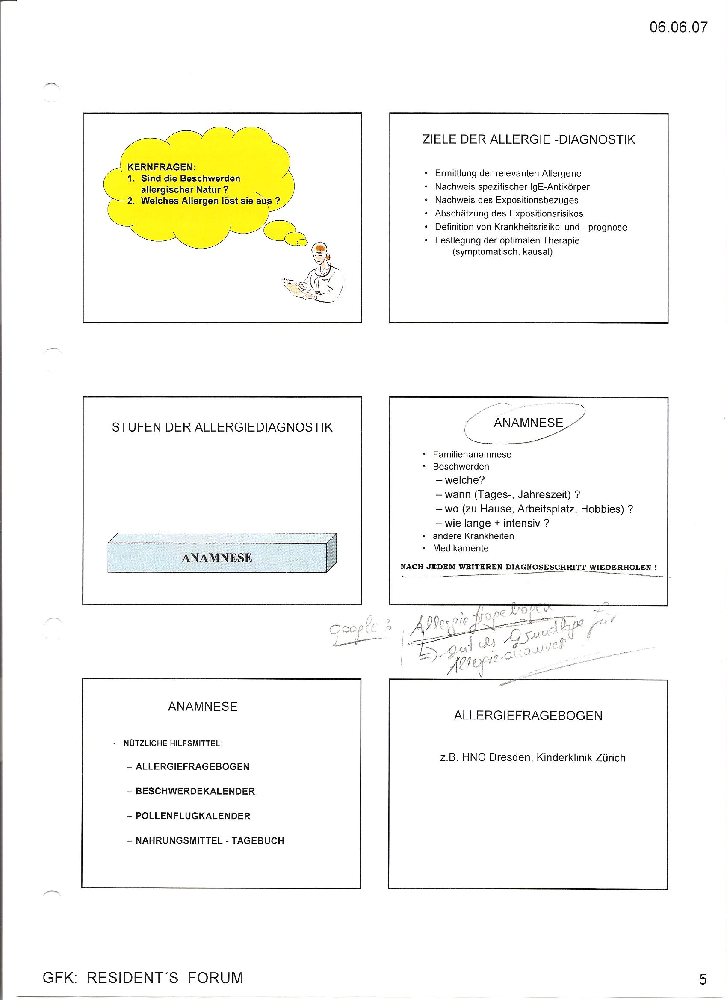 06.06.07
KERNFRAGEN:
1. Sind die Beschwerden
allergischer Natur ?
2. Welches Allergen löst sie aus ?
ZIELE DER ALLERGIE -DIAGNOSTIK
• Ermittlung der relevanten Allergene
• Nachweis spezifischer IgE-Antikörper
• Nachweis des Expositionsbezuges
• Abschätzung des Expositionsrisikos
• Definition von Krankheitsrisiko und - prognose
• Festlegung der optimalen Therapie
(symptomatisch, kausal)
STUFEN DER ALLERGIEDIAGNOSTIK
ANAMNESE
ANAMNESE
• Familienanamnese
• Beschwerden
– welche?
– wann (Tages-, Jahreszeit) ?
– wo (zu Hause, Arbeitsplatz, Hobbies) ?
– wie lange + intensiv ?
• andere Krankheiten
• Medikamente
NACH JEDEM WEITEREN DIAGNOSESCHRITT WIEDERHOLEN !
google : Allergiefragebogen
↳ gut als Grundlage für
Allergieanamnese !
ANAMNESE
• NÜTZLICHE HILFSMITTEL:
– ALLERGIEFRAGEBOGEN
– BESCHWERDEKALENDER
– POLLENFLUGKALENDER
– NAHRUNGSMITTEL - TAGEBUCH
ALLERGIEFRAGEBOGEN
z.B. HNO Dresden, Kinderklinik Zürich
GFK: RESIDENT´S FORUM
5